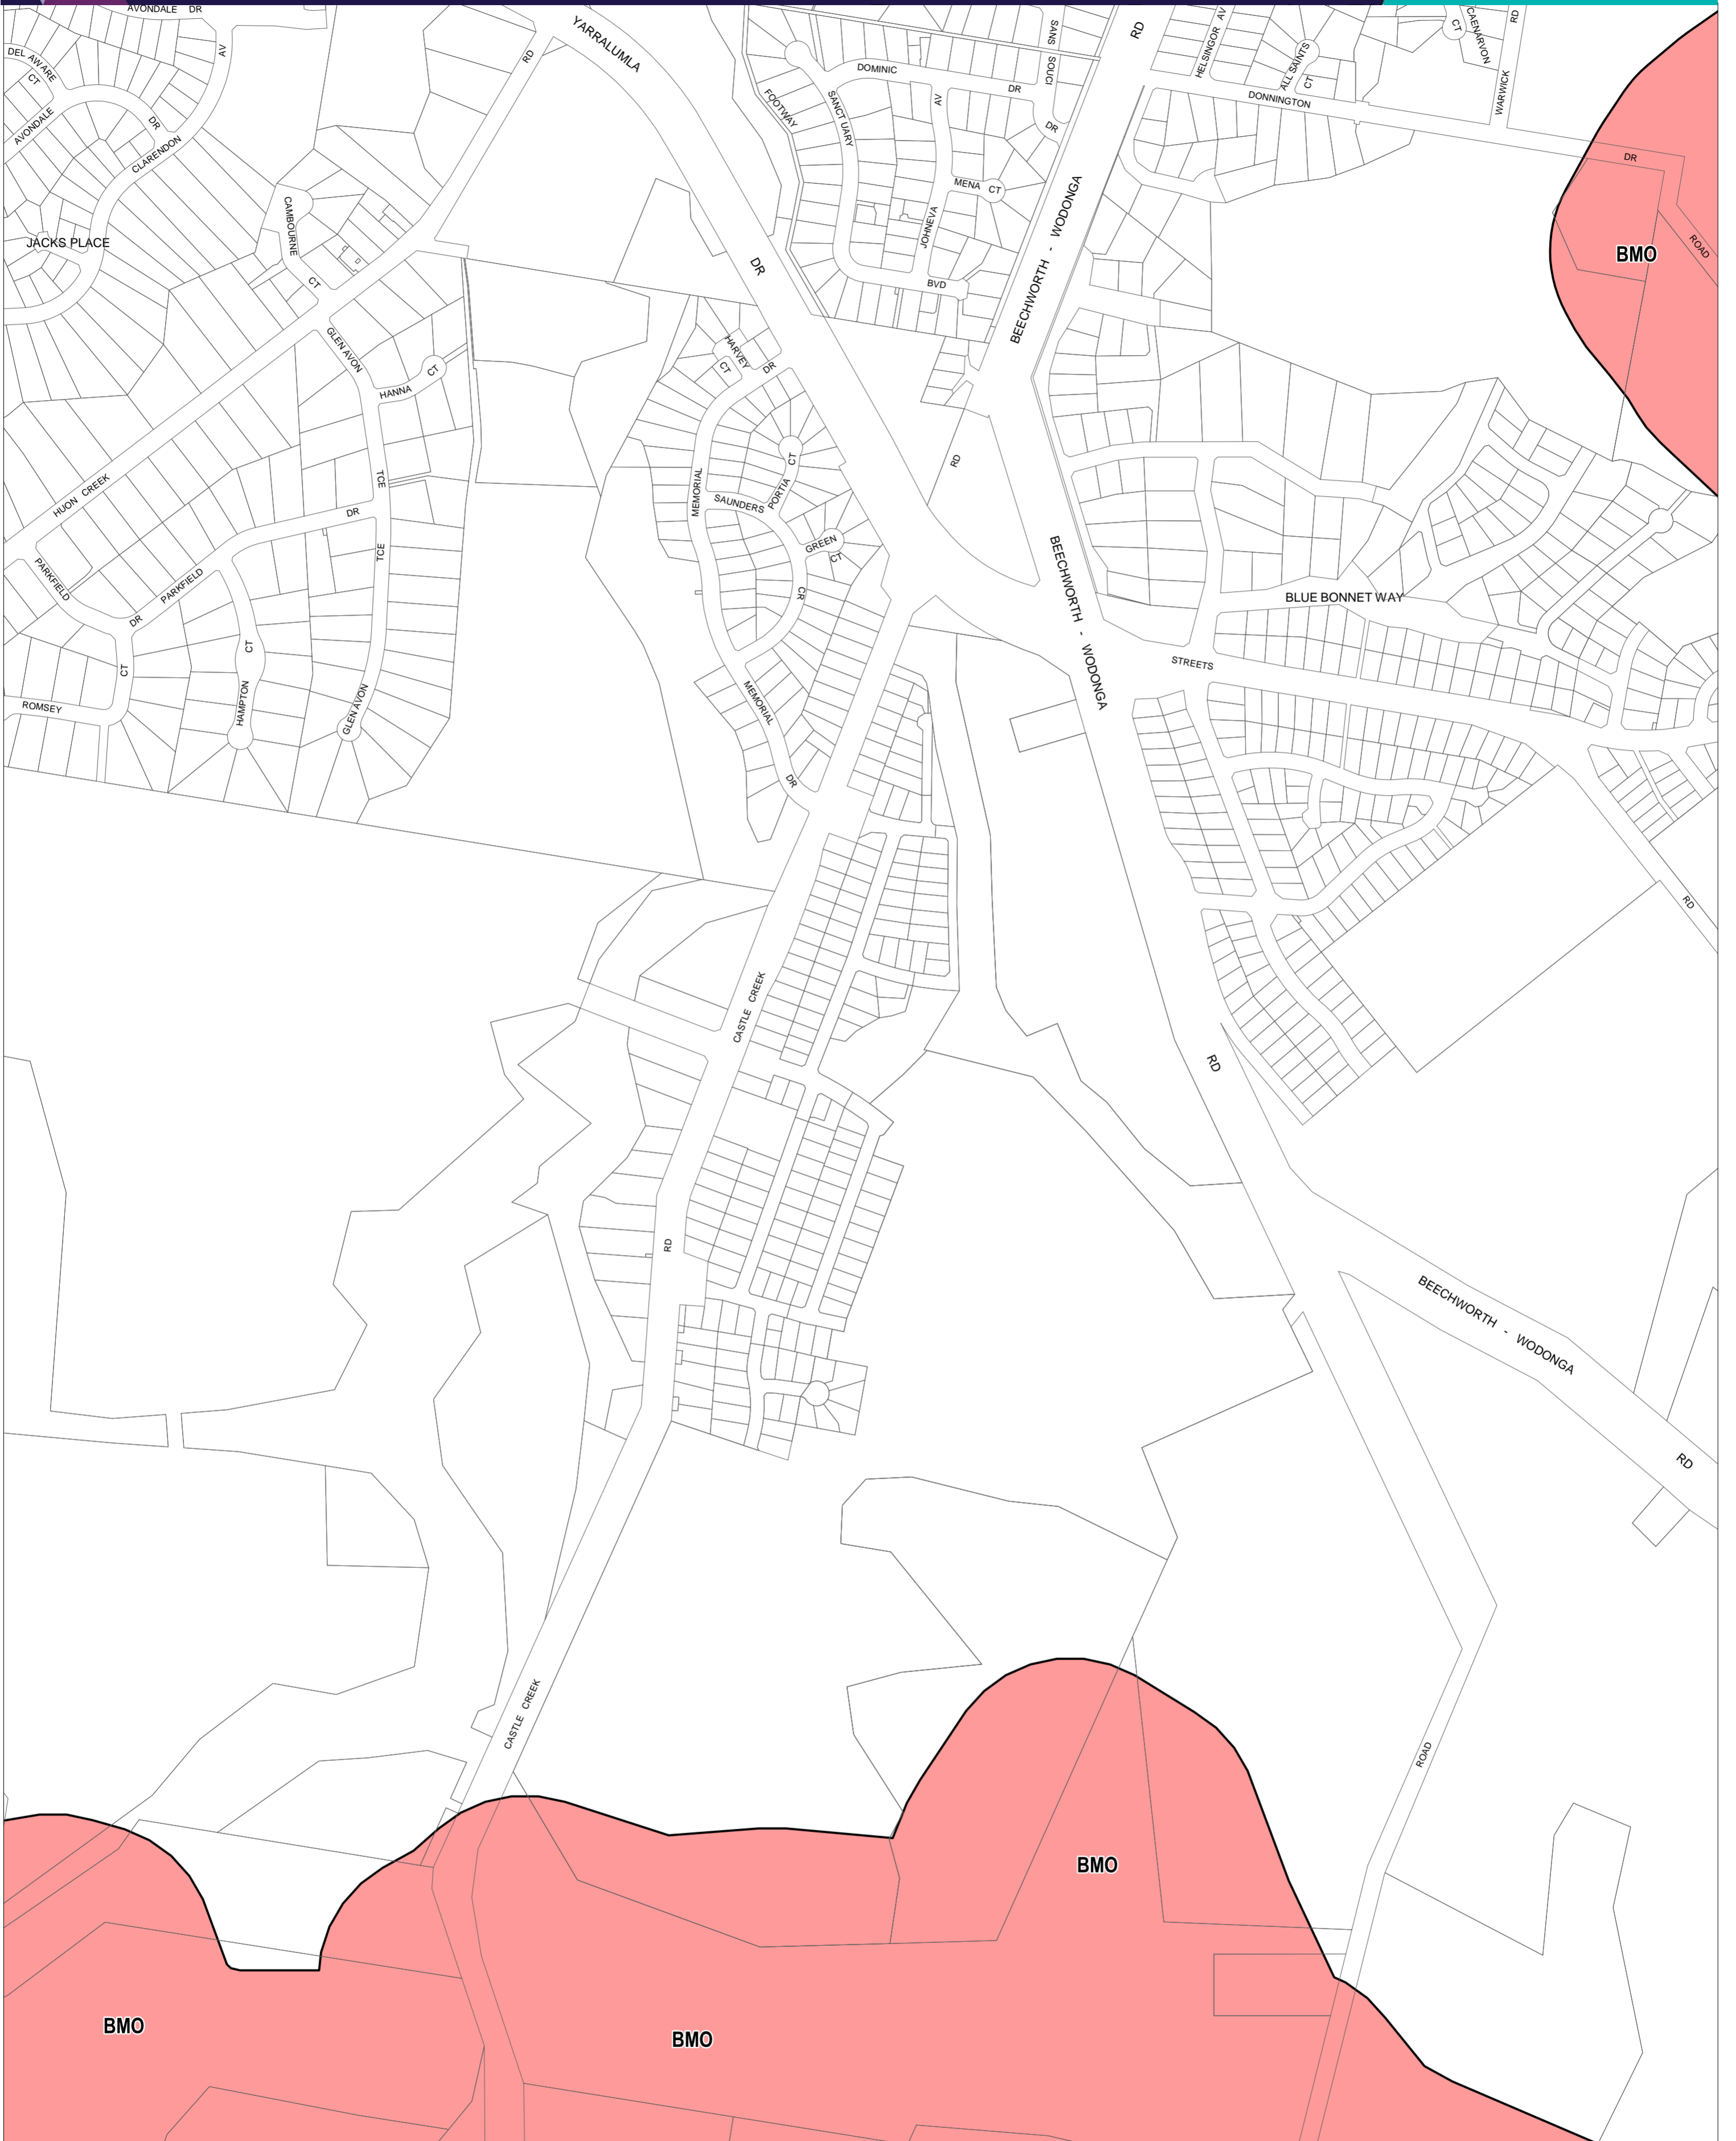 AVONDALE DR
DEL AWARE
CT
AV
AVONDALE
DR
CLARENDON
JACKS PLACE
CAMBOURNE
CT
RD
YARRALUMLA
DR
FOOTWAY
SANCT UARY
DOMINIC
DR
AV
SANS SOUCI
DR
MENA CT
JOHNEVA
BVD
RD
HELSINGOR AV
ALL SAINTS
CT
DONNINGTON
CT
CAENARVON
RD
WARWICK
DR
ROAD
BMO
BEECHWORTH - WODONGA
GLEN AVON
HANNA CT
HARVEY
CT
DR
HUON CREEK
TCE
DR
TCE
PARKFIELD
PARKFIELD
DR
CT
CT
HAMPTON
GLEN AVON
ROMSEY
MEMORIAL
SAUNDERS
PORTIA
CT
GREEN
CT
CR
MEMORIAL
DR
RD
BEECHWORTH - WODONGA
BLUE BONNET WAY
STREETS
RD
CASTLE CREEK
RD
RD
BEECHWORTH - WODONGA
RD
CASTLE CREEK
ROAD
BMO
BMO
BMO